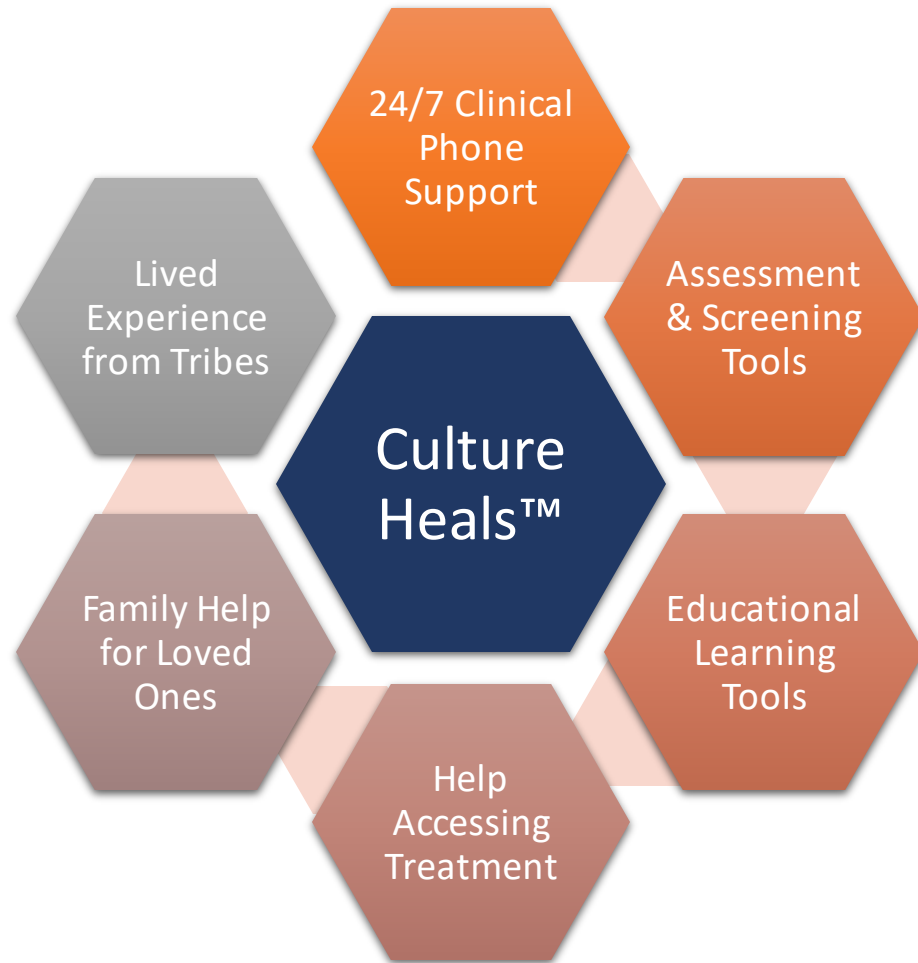 24/7 Clinical
Phone
Support
Assessment
& Screening
Tools
Educational
Learning
Tools
Help
Accessing
Treatment
Family Help
for Loved
Ones
Lived
Experience
from Tribes
Culture
Heals™